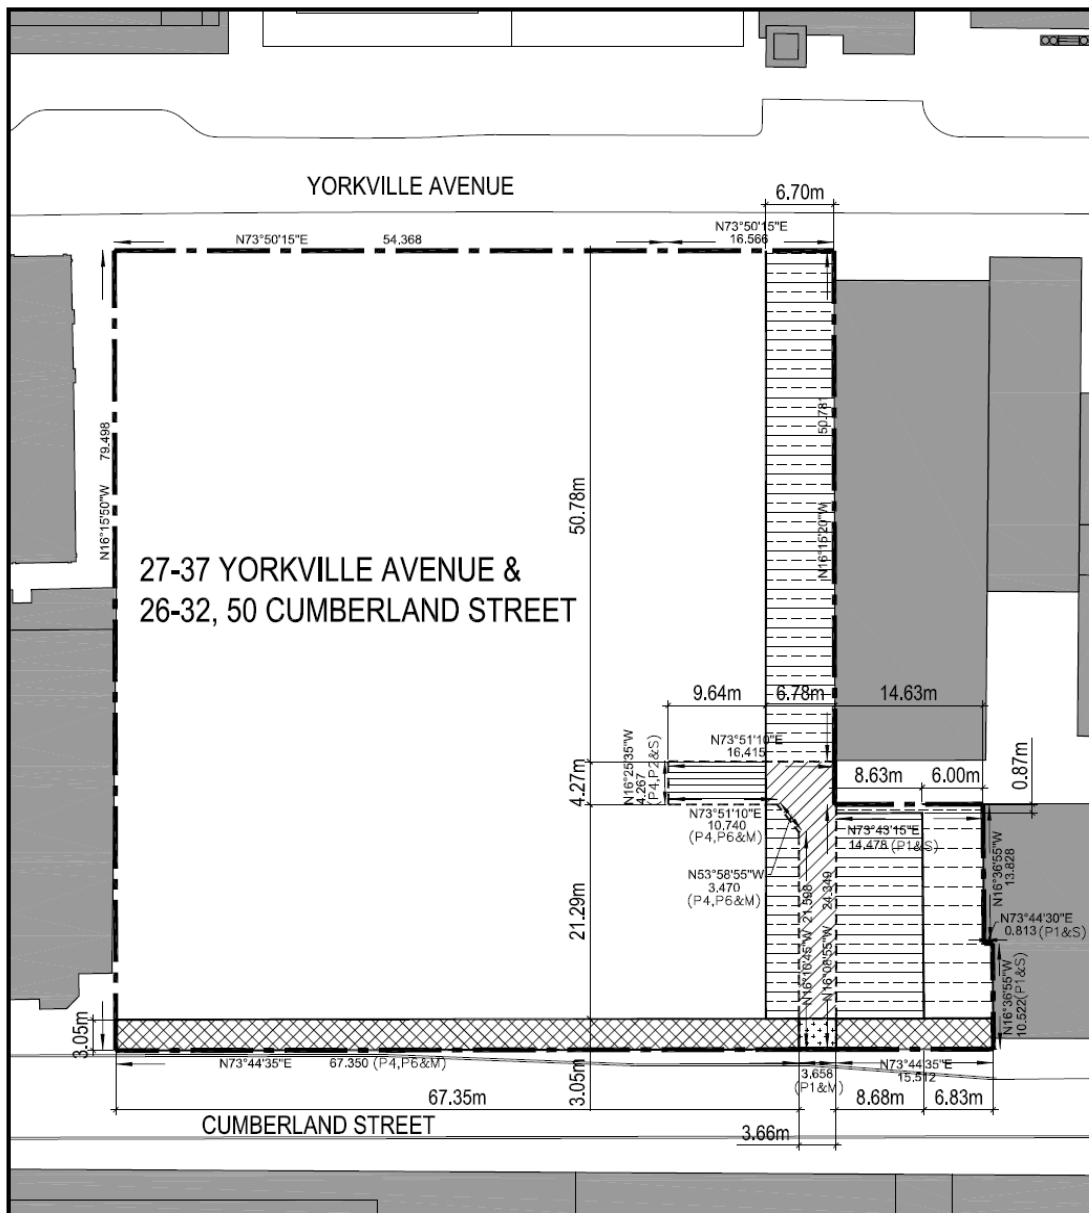 YORKVILLE AVENUE
6.70m
N73°50'15"E
54.368
N73°50'15"E
16.566
79.498
N16°15'50"W
50.781
N16°16'20"W
50.78m
27-37 YORKVILLE AVENUE &
26-32, 50 CUMBERLAND STREET
9.64m
6.78m
14.63m
N73°51'10"E
16.415
N16°25'35"W
4.267
(P4,P2&S)
4.27m
8.63m
6.00m
0.87m
N73°51'10"E
10.740
(P4,P6&M)
N73°43'15"E
14.478 (P1&S)
N16°36'55"W
13.828
N53°58'55"W
3.470
(P4,P6&M)
21.598
N16°16'45"W
24.349
N16°08'55"W
21.29m
N73°44'30"E
0.813 (P1&S)
N16°36'55"W
10.522(P1&S)
3.05m
N73°44'35"E
67.350 (P4,P6&M)
3.05m
3.658
(P1&M)
N73°44'35"E
15.512
67.35m
8.68m
6.83m
CUMBERLAND STREET
3.66m